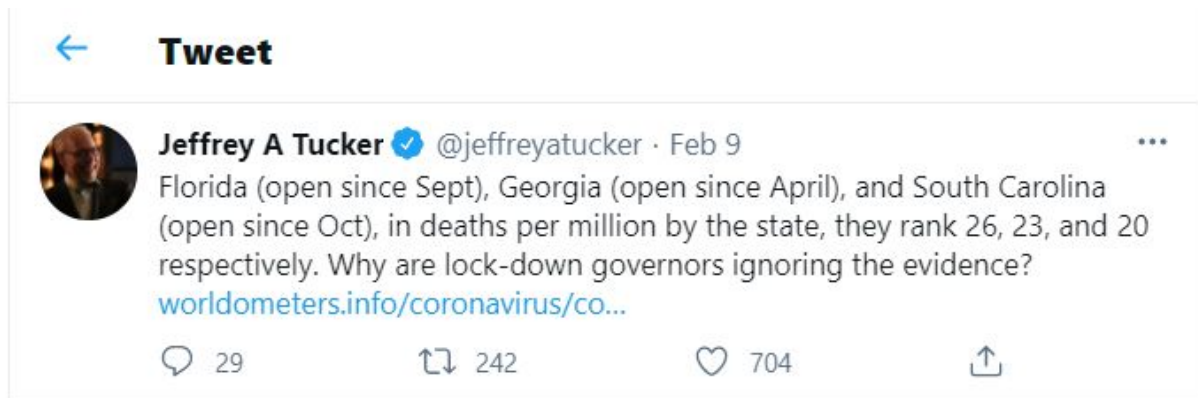 Tweet
Jeffrey A Tucker @jeffreyatucker · Feb 9
Florida (open since Sept), Georgia (open since April), and South Carolina
(open since Oct), in deaths per million by the state, they rank 26, 23, and 20
respectively. Why are lock-down governors ignoring the evidence?
worldometers.info/coronavirus/co...
29 242 704